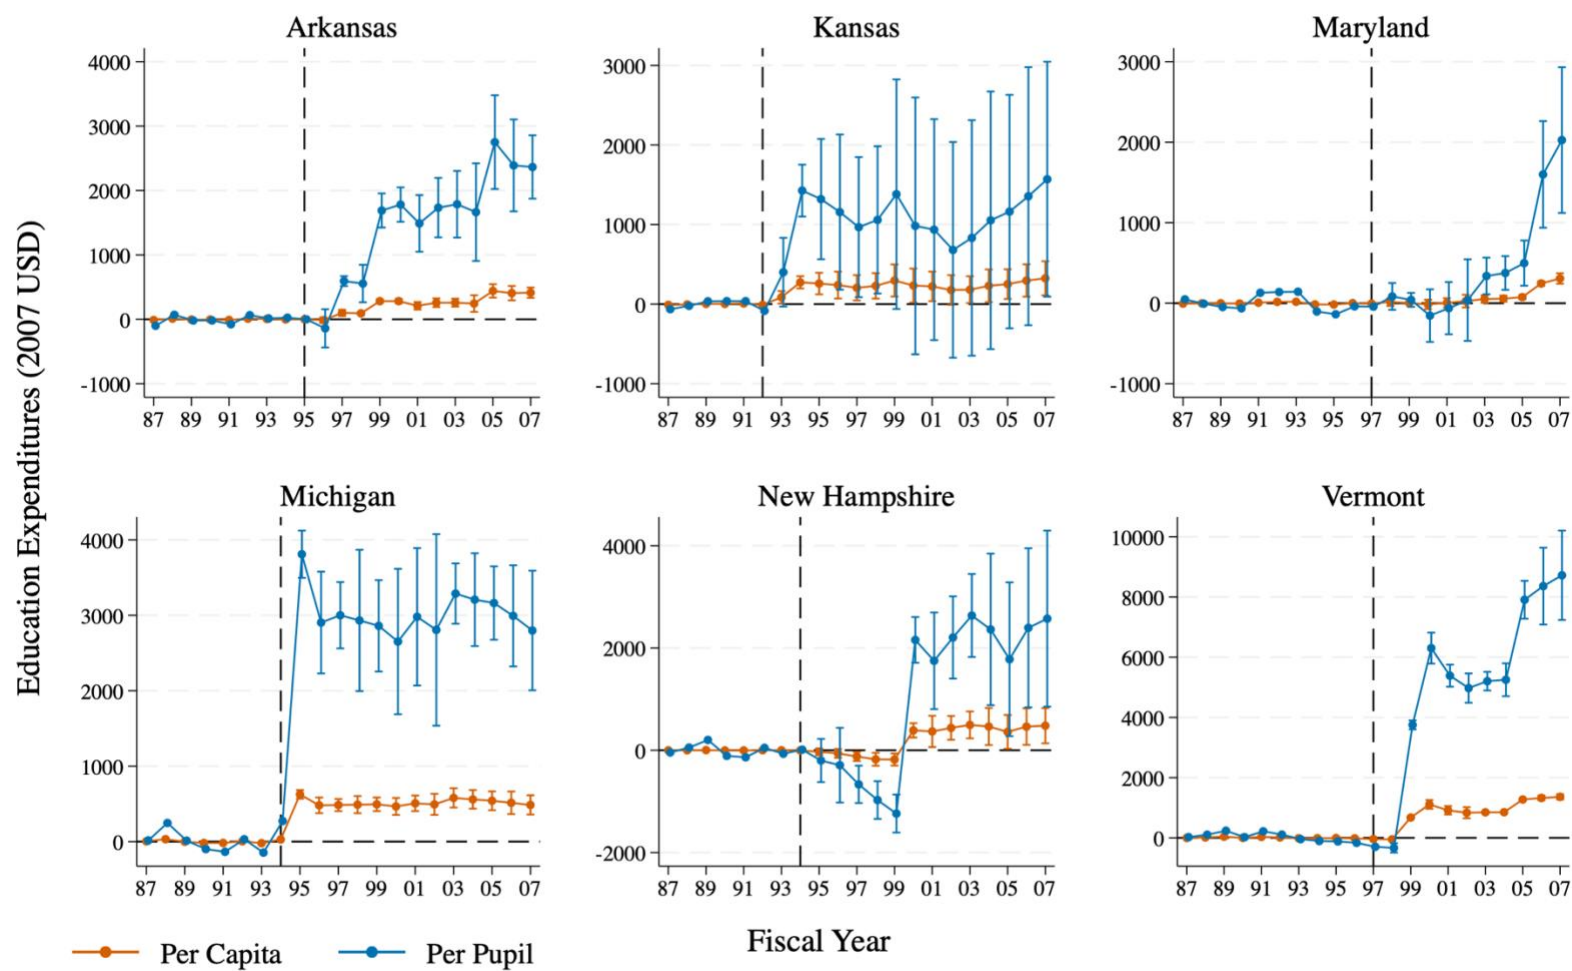 Arkansas
Kansas
Maryland
4000
3000
2000
1000
0
-1000
87 89 91 93 95 97 99 01 03 05 07
3000
2000
1000
0
-1000
87 89 91 93 95 97 99 01 03 05 07
3000
2000
1000
0
-1000
87 89 91 93 95 97 99 01 03 05 07
Education Expenditures (2007 USD)
Michigan
New Hampshire
Vermont
4000
3000
2000
1000
0
87 89 91 93 95 97 99 01 03 05 07
4000
2000
0
-2000
87 89 91 93 95 97 99 01 03 05 07
10000
8000
6000
4000
2000
0
87 89 91 93 95 97 99 01 03 05 07
Fiscal Year
Per Capita Per Pupil